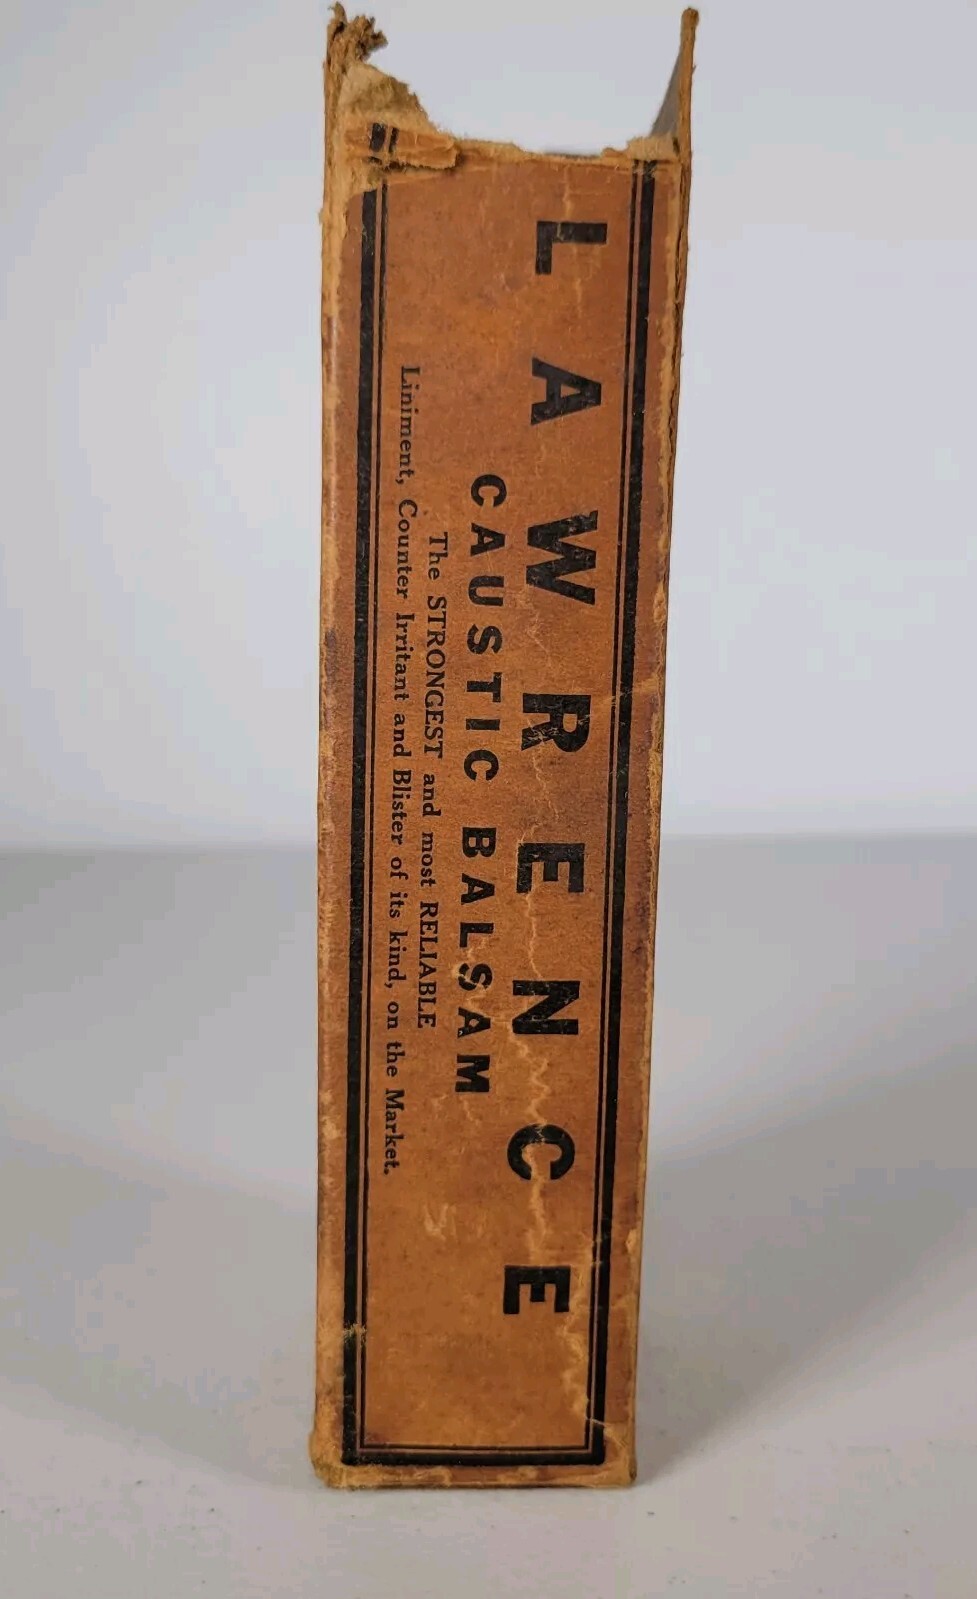 LAWRENCE
CAUSTIC BALSAM
The STRONGEST and most RELIABLE
Liniment, Counter Irritant and Blister of its kind, on the Market.